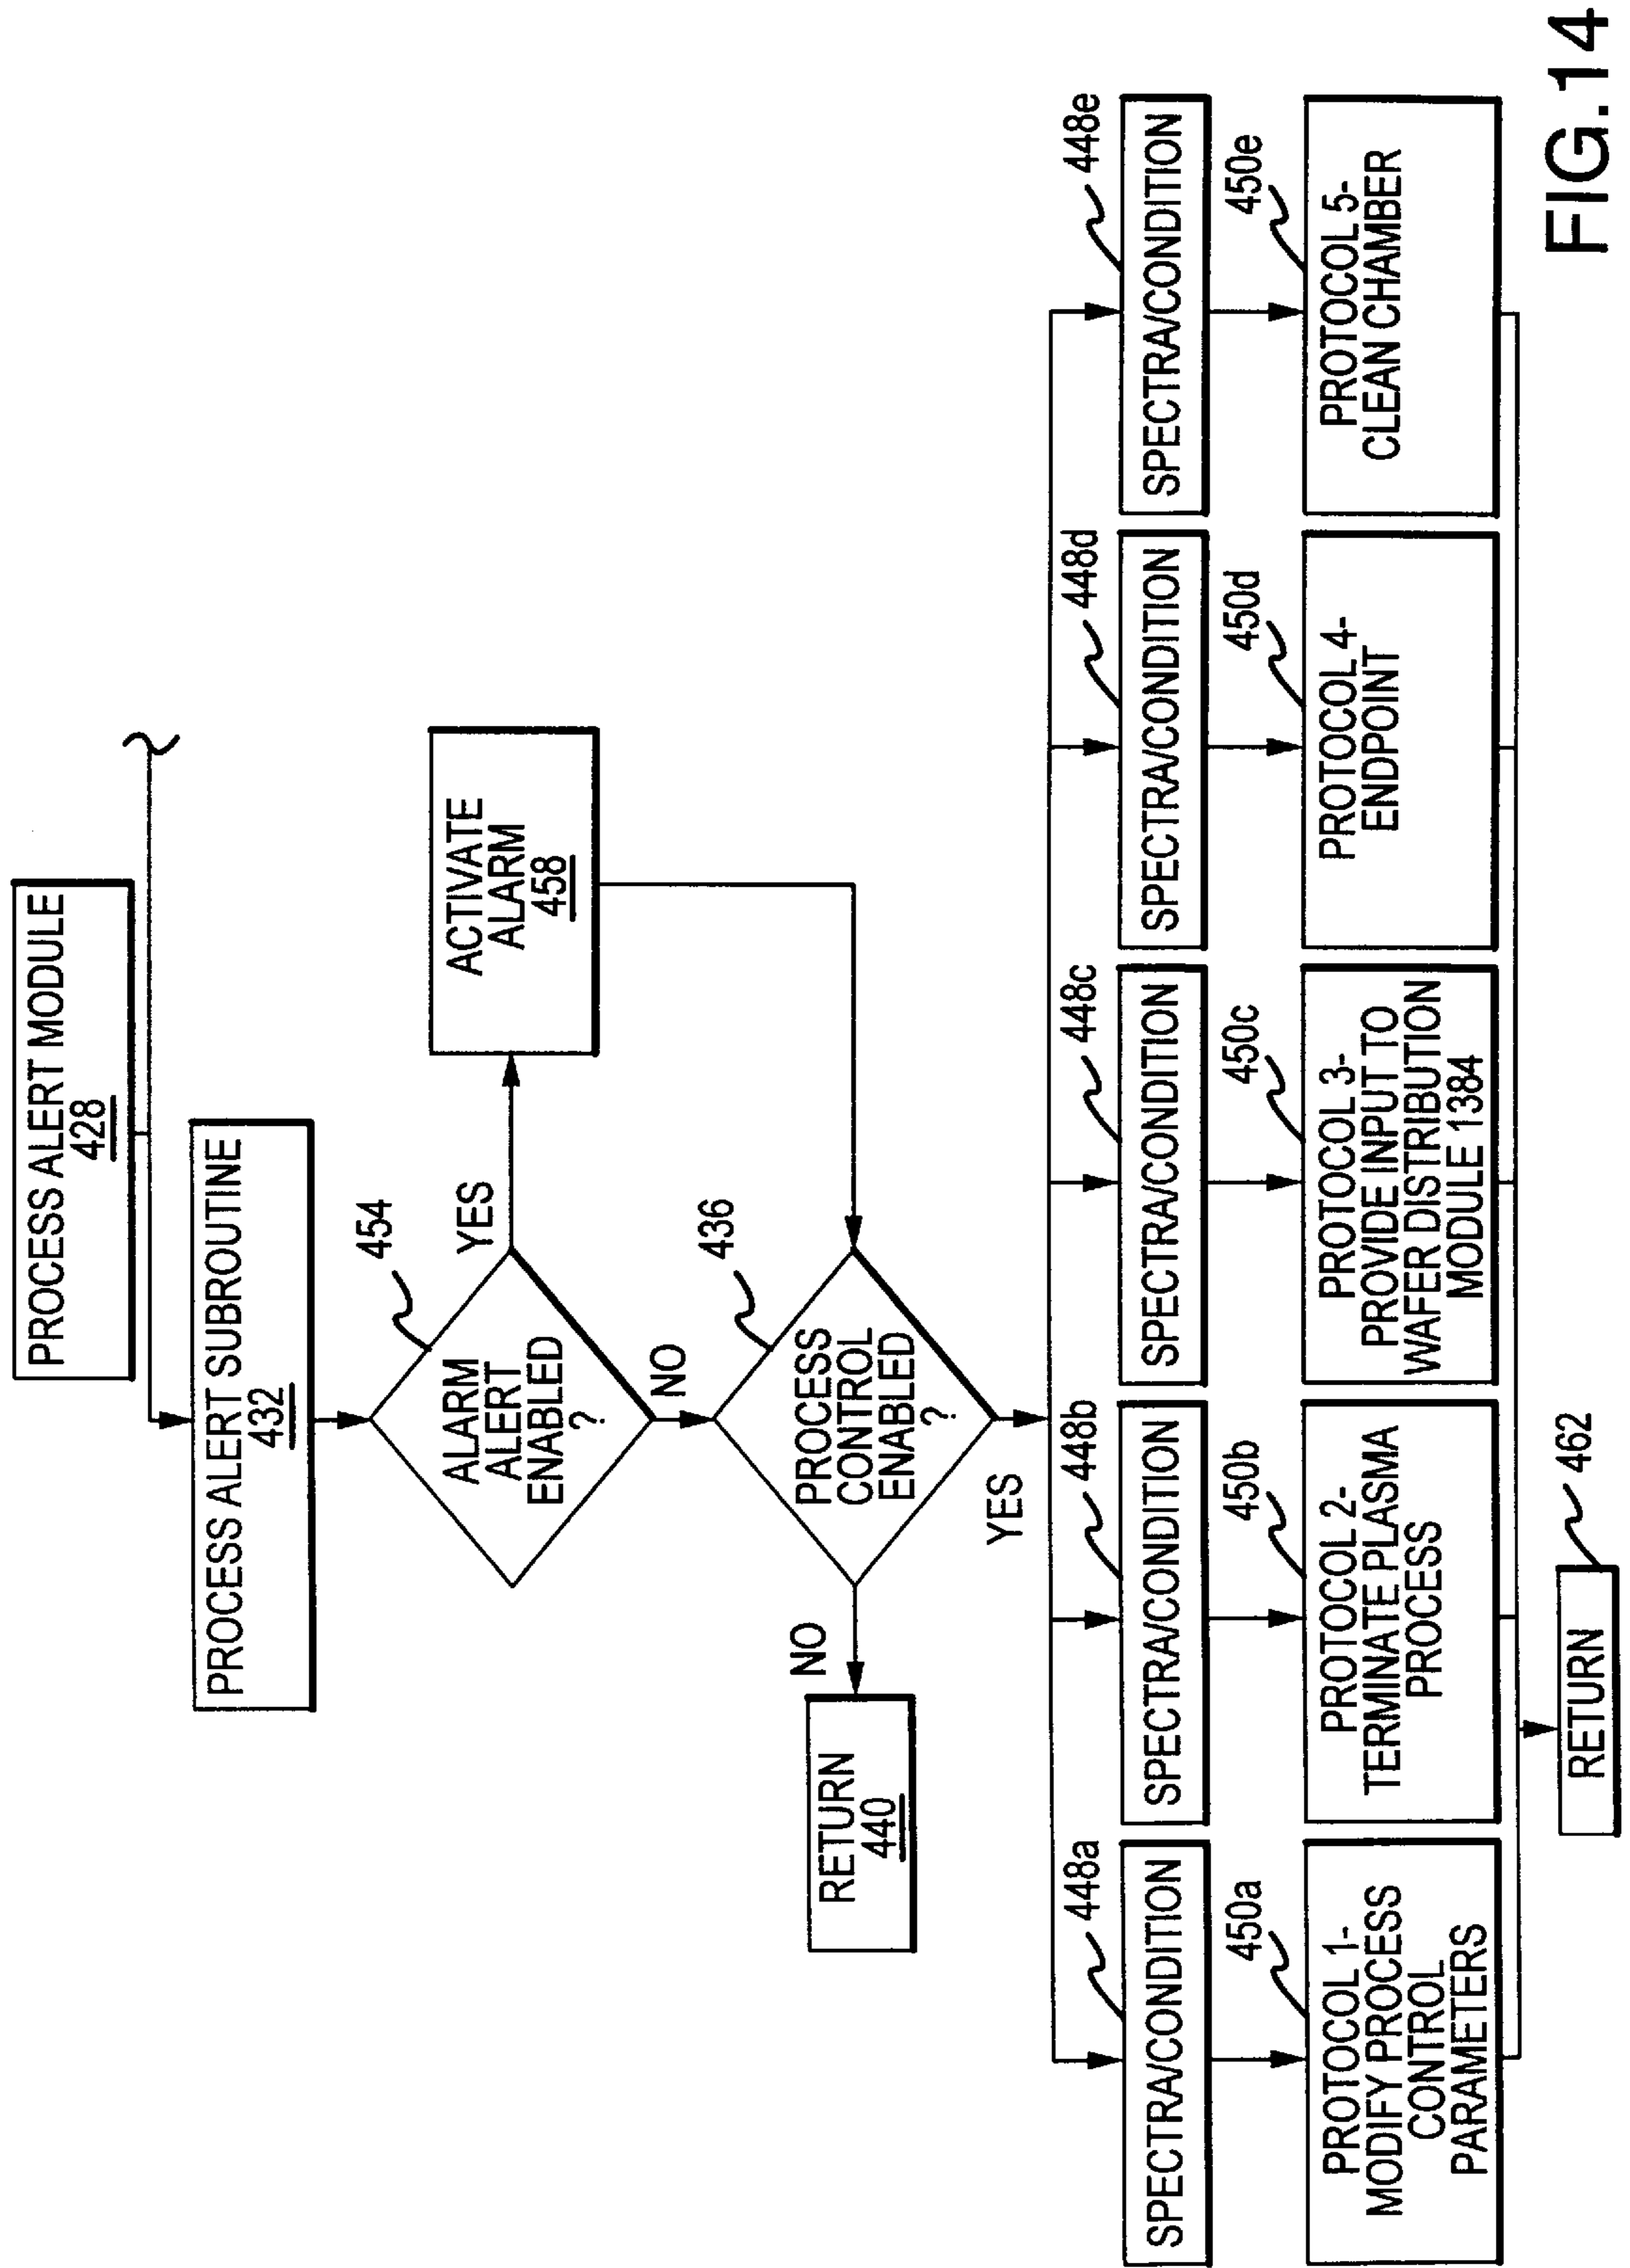 PROCESS ALERT MODULE
428
PROCESS ALERT SUBROUTINE
432
454
ALARM
ALERT
ENABLED
?
YES
ACTIVATE
ALARM
458
NO
436
PROCESS
CONTROL
ENABLED
?
NO
RETURN
440
YES
448a
SPECTRA/CONDITION
448b
SPECTRA/CONDITION
448c
SPECTRA/CONDITION
448d
SPECTRA/CONDITION
448e
SPECTRA/CONDITION
450a
PROTOCOL 1-
MODIFY PROCESS
CONTROL
PARAMETERS
450b
PROTOCOL 2-
TERMINATE PLASMA
PROCESS
450c
PROTOCOL 3-
PROVIDE INPUT TO
WAFER DISTRIBUTION
MODULE 1384
450d
PROTOCOL 4-
ENDPOINT
450e
PROTOCOL 5-
CLEAN CHAMBER
RETURN
462
FIG.14